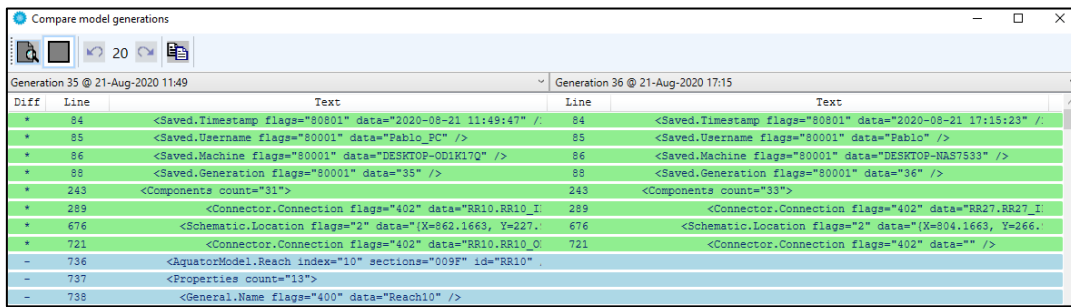 Compare model generations
20
Generation 35 @ 21-Aug-2020 11:49 Generation 36 @ 21-Aug-2020 17:15
Diff Line Text Line Text
* 84 <Saved.Timestamp flags="80801" data="2020-08-21 11:49:47" / 84 <Saved.Timestamp flags="80801" data="2020-08-21 17:15:23" /
* 85 <Saved.Username flags="80001" data="Pablo_PC" /> 85 <Saved.Username flags="80001" data="Pablo" />
* 86 <Saved.Machine flags="80001" data="DESKTOP-OD1K17Q" /> 86 <Saved.Machine flags="80001" data="DESKTOP-NAS7533" />
* 88 <Saved.Generation flags="80001" data="35" /> 88 <Saved.Generation flags="80001" data="36" />
* 243 <Components count="31"> 243 <Components count="33">
* 289 <Connector.Connection flags="402" data="RR10.RR10_I 289 <Connector.Connection flags="402" data="RR27.RR27_I
* 676 <Schematic.Location flags="2" data="{X=862.1663, Y=227. 676 <Schematic.Location flags="2" data="{X=804.1663, Y=266.
* 721 <Connector.Connection flags="402" data="RR10.RR10_O 721 <Connector.Connection flags="402" data="" />
- 736 <AquatorModel.Reach index="10" sections="009F" id="RR10"
- 737 <Properties count="13">
- 738 <General.Name flags="400" data="Reach10" />